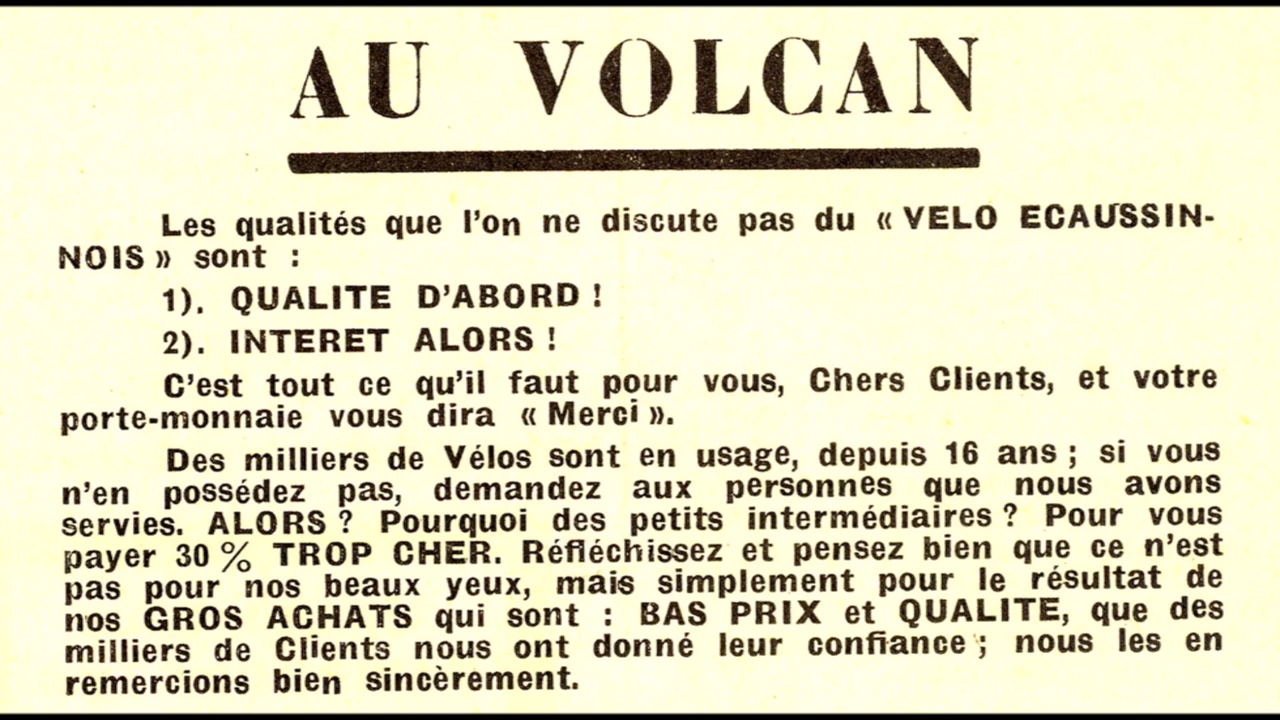 AU VOLCAN
Les qualités que l'on ne discute pas du « VELO ECAUSSIN-
NOIS » sont :
1). QUALITE D'ABORD !
2). INTERET ALORS !
C'est tout ce qu'il faut pour vous, Chers Clients, et votre
porte-monnaie vous dira « Merci ».
Des milliers de Vélos sont en usage, depuis 16 ans ; si vous
n'en possédez pas, demandez aux personnes que nous avons
servies. ALORS ? Pourquoi des petits intermédiaires ? Pour vous
payer 30 % TROP CHER. Réfléchissez et pensez bien que ce n'est
pas pour nos beaux yeux, mais simplement pour le résultat de
nos GROS ACHATS qui sont : BAS PRIX et QUALITE, que des
milliers de Clients nous ont donné leur confiance ; nous les en
remercions bien sincèrement.